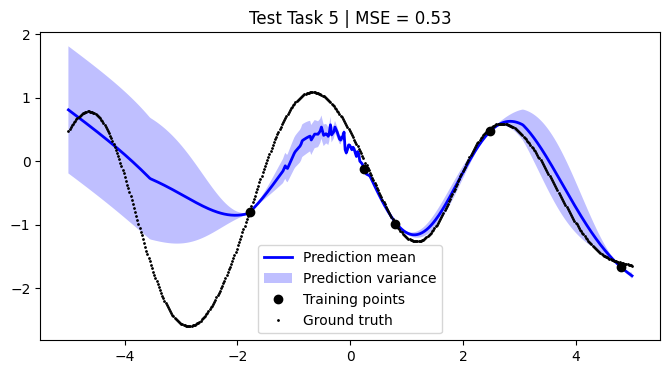 Test Task 5 | MSE = 0.53
2
1
0
−1
−2
Prediction mean
Prediction variance
Training points
Ground truth
−4 −2 0 2 4